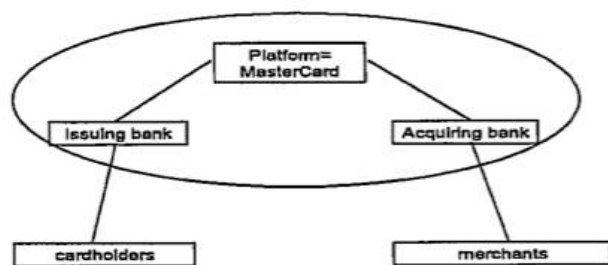 Platform=
MasterCard
Issuing bank
Acquiring bank
cardholders
merchants